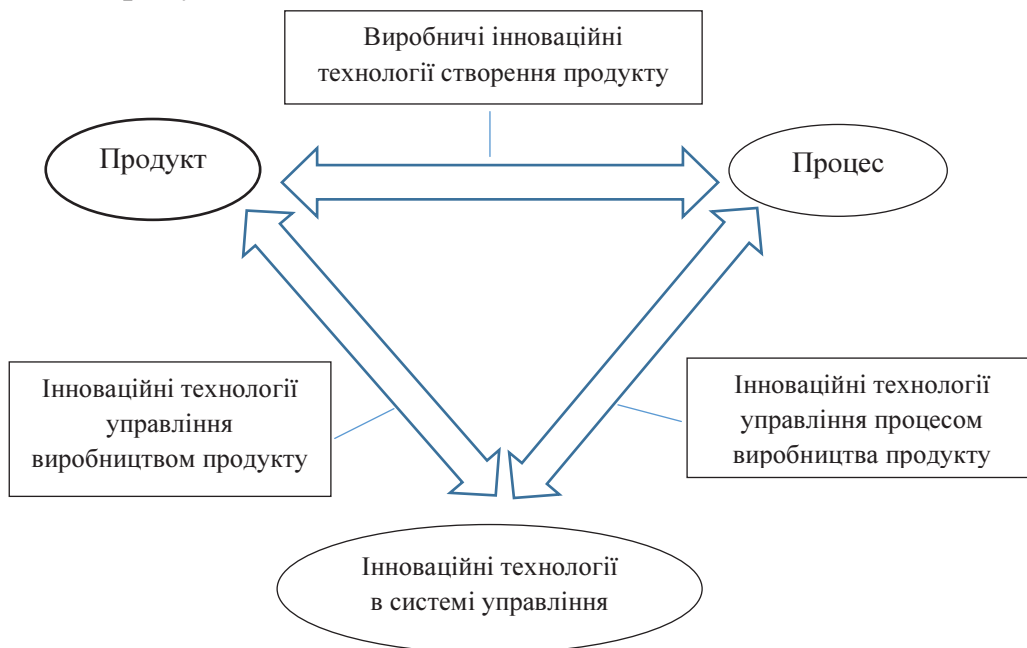 Виробничі інноваційні
технології створення продукту
Продукт
Процес
Інноваційні технології
управління
виробництвом продукту
Інноваційні технології
управління процесом
виробництва продукту
Інноваційні технології
в системі управління